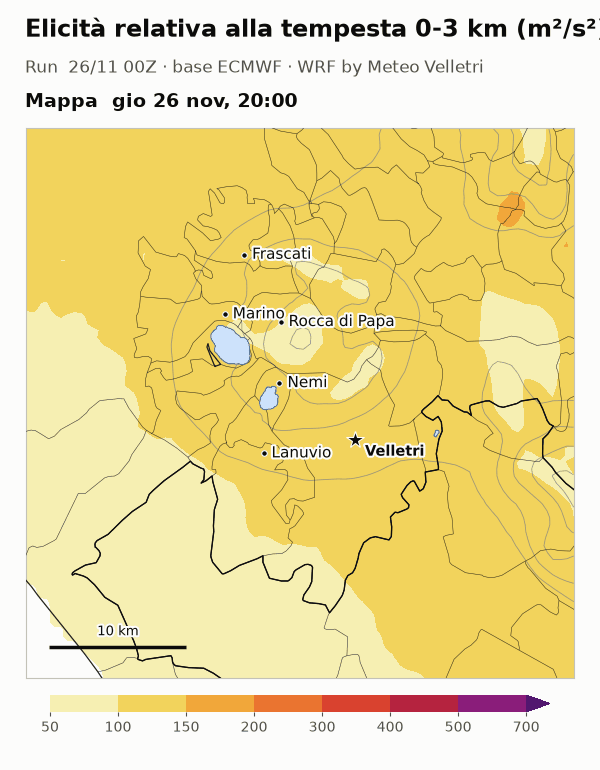 Elicità relativa alla tempesta 0-3 km (m²/s²)
Run  26/11 00Z · base ECMWF · WRF by Meteo Velletri
Mappa  gio 26 nov, 20:00
Frascati
Marino
Rocca di Papa
Nemi
Velletri
Lanuvio
10 km
50 100 150 200 300 400 500 700